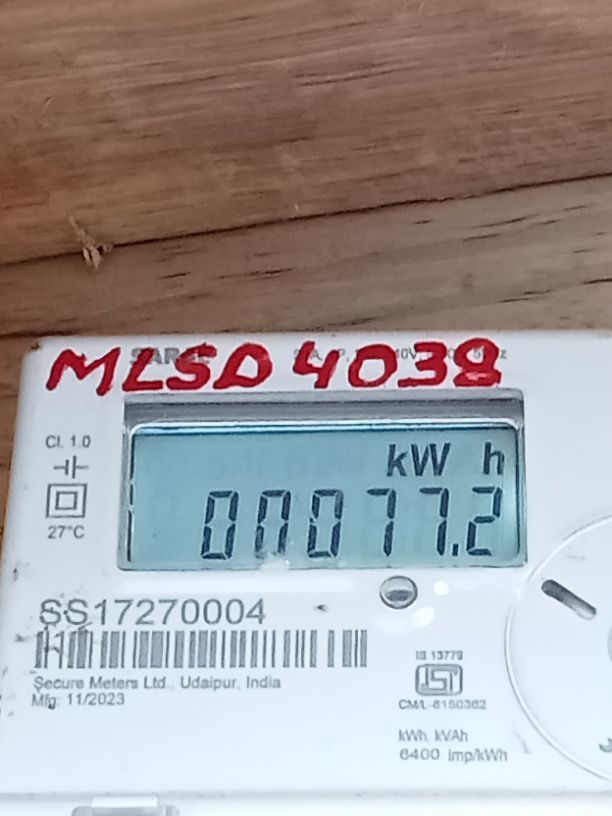 MLSD 4038
Cl. 1.0
kW h
00077.2
27°C
SS17270004
Secure Meters Ltd., Udaipur, India
Mfg: 11/2023
IS 13779
ISI
CM/L-8150362
kWh, kVAh
6400 imp/kWh